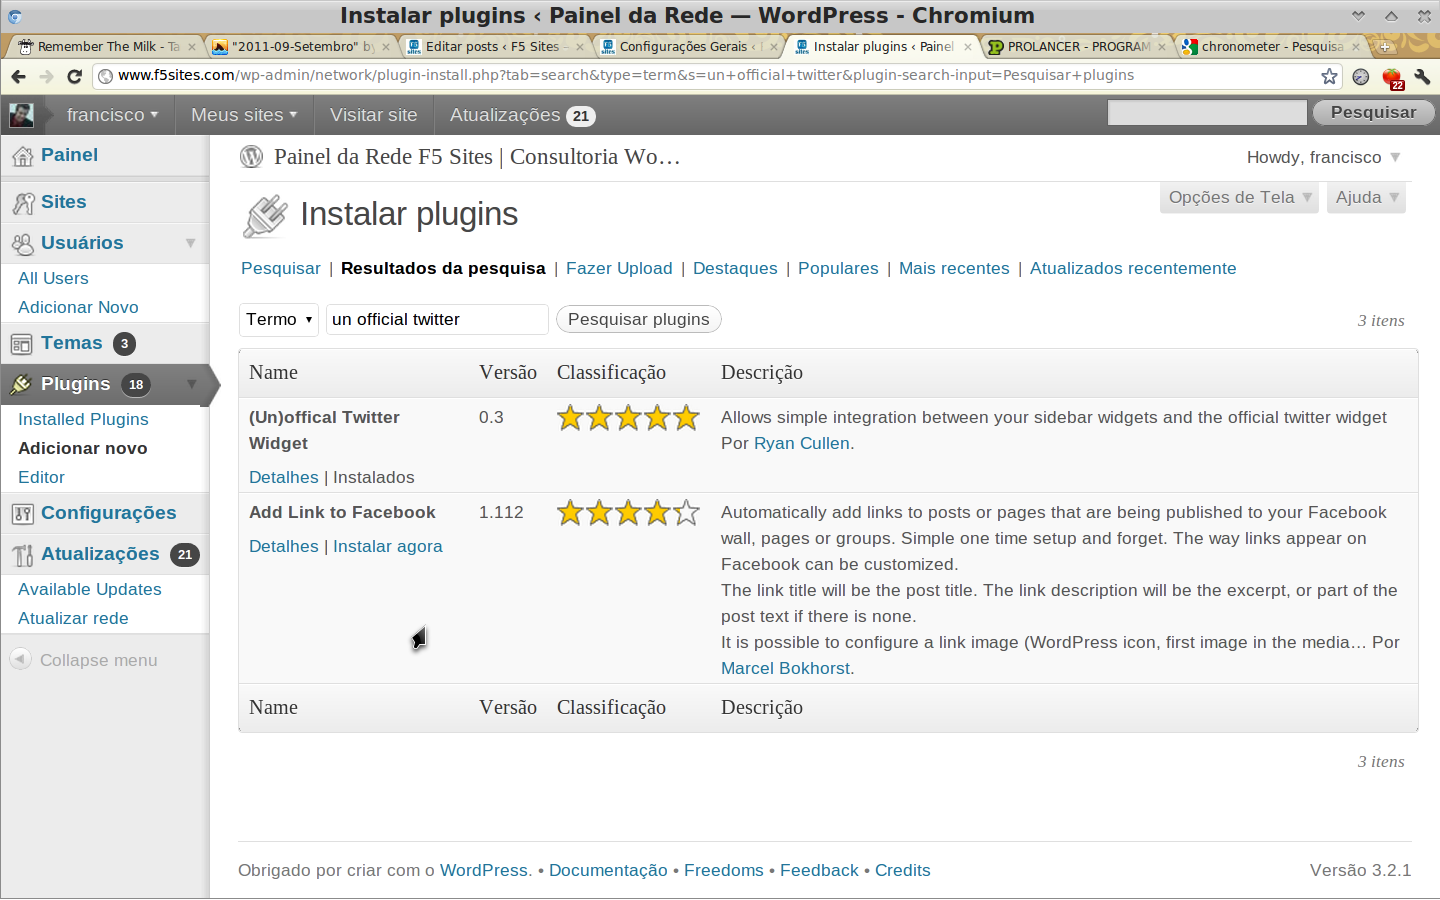 Instalar plugins ‹ Painel da Rede — WordPress - Chromium
Remember The Milk - Ta
"2011-09-Setembro" by
Editar posts ‹ F5 Sites –
Configurações Gerais ‹
Instalar plugins ‹ Painel
PROLANCER - PROGRAM
chronometer - Pesquisa
www.f5sites.com/wp-admin/network/plugin-install.php?tab=search&type=term&s=un+official+twitter&plugin-search-input=Pesquisar+plugins
22
francisco
Meus sites
Visitar site
Atualizações 21
Pesquisar
Painel
Sites
Usuários
All Users
Adicionar Novo
Temas 3
Plugins 18
Installed Plugins
Adicionar novo
Editor
Configurações
Atualizações 21
Available Updates
Atualizar rede
Collapse menu
Painel da Rede F5 Sites | Consultoria Wo…
Howdy, francisco
Instalar plugins
Opções de Tela
Ajuda
Pesquisar | Resultados da pesquisa | Fazer Upload | Destaques | Populares | Mais recentes | Atualizados recentemente
Termo
un official twitter
Pesquisar plugins
3 itens
Name Versão Classificação Descrição
(Un)offical Twitter
Widget
0.3
Allows simple integration between your sidebar widgets and the official twitter widget
Por Ryan Cullen.
Detalhes | Instalados
Add Link to Facebook
1.112
Detalhes | Instalar agora
Automatically add links to posts or pages that are being published to your Facebook
wall, pages or groups. Simple one time setup and forget. The way links appear on
Facebook can be customized.
The link title will be the post title. The link description will be the excerpt, or part of the
post text if there is none.
It is possible to configure a link image (WordPress icon, first image in the media… Por
Marcel Bokhorst.
Name Versão Classificação Descrição
3 itens
Obrigado por criar com o WordPress. • Documentação • Freedoms • Feedback • Credits
Versão 3.2.1